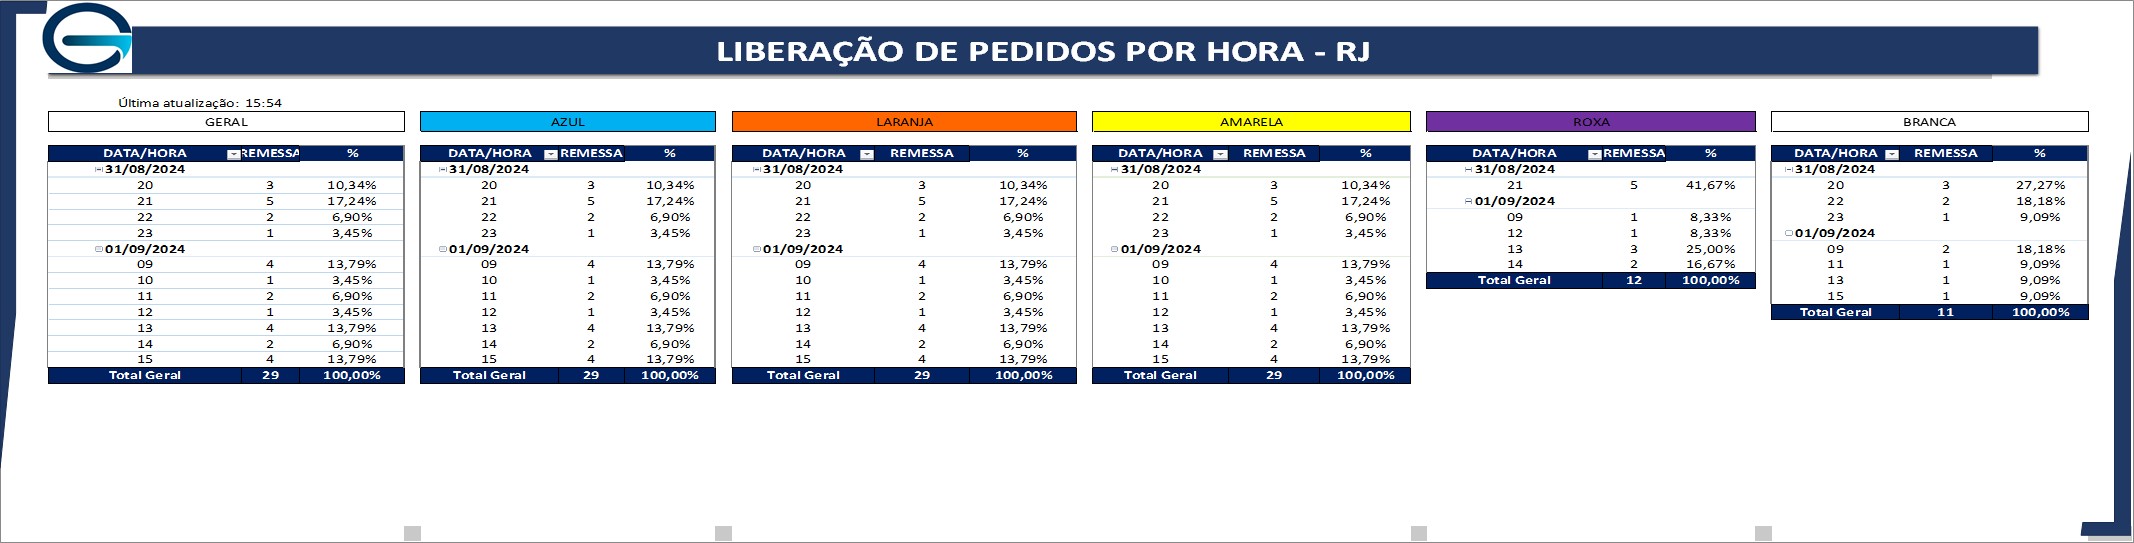 LIBERAÇÃO DE PEDIDOS POR HORA - RJ
Última atualização: 15:54
GERAL
DATA/HORA REMESSA %
31/08/2024
20 3 10,34%
21 5 17,24%
22 2 6,90%
23 1 3,45%
01/09/2024
09 4 13,79%
10 1 3,45%
11 2 6,90%
12 1 3,45%
13 4 13,79%
14 2 6,90%
15 4 13,79%
Total Geral 29 100,00%
AZUL
DATA/HORA REMESSA %
31/08/2024
20 3 10,34%
21 5 17,24%
22 2 6,90%
23 1 3,45%
01/09/2024
09 4 13,79%
10 1 3,45%
11 2 6,90%
12 1 3,45%
13 4 13,79%
14 2 6,90%
15 4 13,79%
Total Geral 29 100,00%
LARANJA
DATA/HORA REMESSA %
31/08/2024
20 3 10,34%
21 5 17,24%
22 2 6,90%
23 1 3,45%
01/09/2024
09 4 13,79%
10 1 3,45%
11 2 6,90%
12 1 3,45%
13 4 13,79%
14 2 6,90%
15 4 13,79%
Total Geral 29 100,00%
AMARELA
DATA/HORA REMESSA %
31/08/2024
20 3 10,34%
21 5 17,24%
22 2 6,90%
23 1 3,45%
01/09/2024
09 4 13,79%
10 1 3,45%
11 2 6,90%
12 1 3,45%
13 4 13,79%
14 2 6,90%
15 4 13,79%
Total Geral 29 100,00%
ROXA
DATA/HORA REMESSA %
31/08/2024
21 5 41,67%
01/09/2024
09 1 8,33%
12 1 8,33%
13 3 25,00%
14 2 16,67%
Total Geral 12 100,00%
BRANCA
DATA/HORA REMESSA %
31/08/2024
20 3 27,27%
22 2 18,18%
23 1 9,09%
01/09/2024
09 2 18,18%
11 1 9,09%
13 1 9,09%
15 1 9,09%
Total Geral 11 100,00%